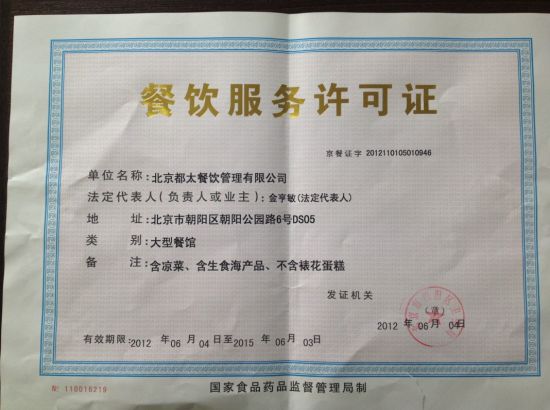 餐饮服务许可证
京餐证字 2012110105010946
单位名称:北京都太餐饮管理有限公司
法定代表人(负责人或业主):金亨敏(法定代表人)
地 址:北京市朝阳区朝阳公园路6号DS05
类 别:大型餐馆
备 注:含凉菜、含生食海产品、不含裱花蛋糕
发证机关
(章)
2012 年 06 月 04 日
有效期限:2012 年 06 月 04 日至 2015 年 06 月 03 日
№ 110016219
国家食品药品监督管理局制